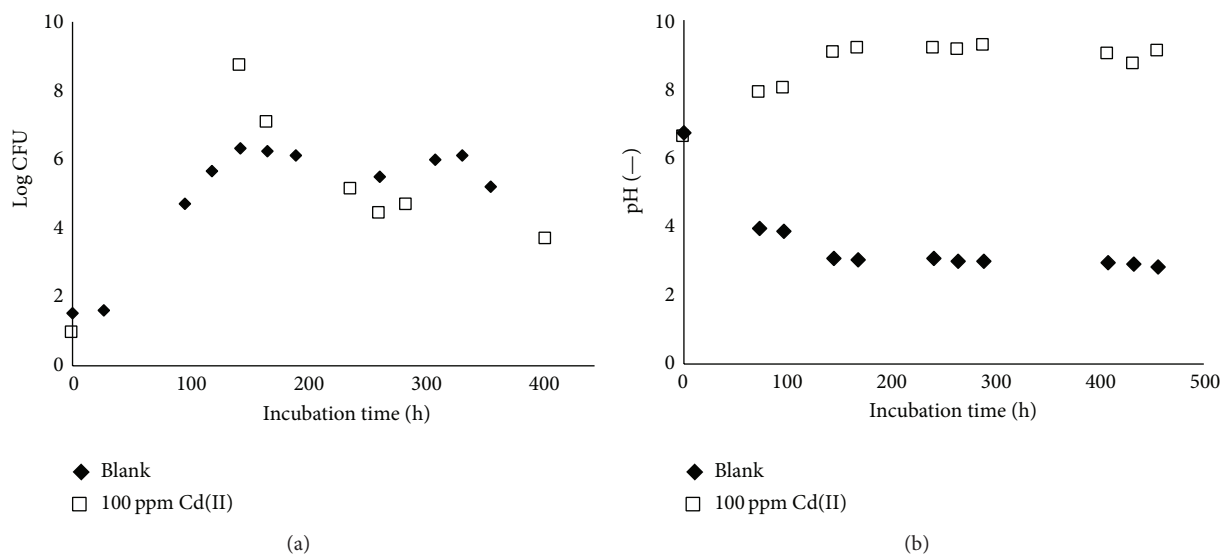 10
8
6
4
2
0
Log CFU
0
100
200
300
400
Incubation time (h)
Blank
100 ppm Cd(II)
(a)
10
8
6
4
2
0
pH (—)
0
100
200
300
400
500
Incubation time (h)
Blank
100 ppm Cd(II)
(b)